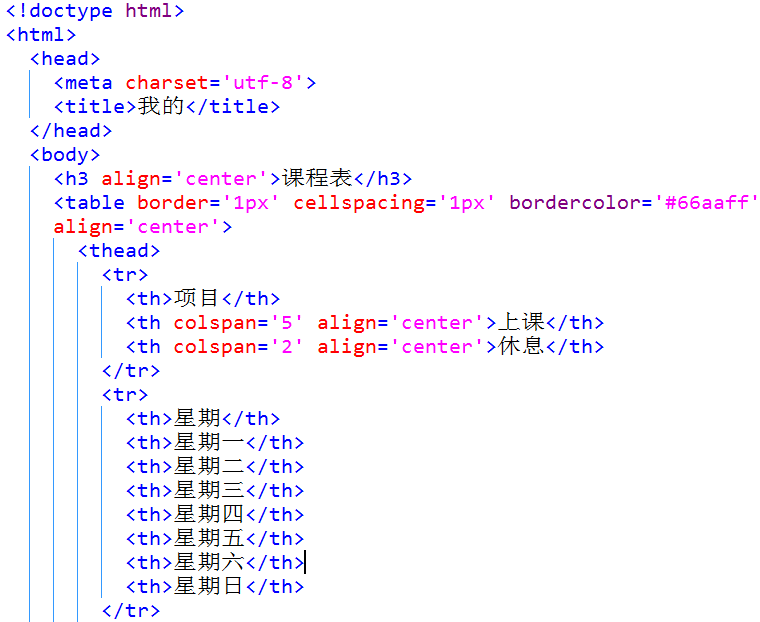 <!doctype html>
<html>
<head>
<meta charset='utf-8'>
<title>我的</title>
</head>
<body>
<h3 align='center'>课程表</h3>
<table border='1px' cellspacing='1px' bordercolor='#66aaff'
align='center'>
<thead>
<tr>
<th>项目</th>
<th colspan='5' align='center'>上课</th>
<th colspan='2' align='center'>休息</th>
</tr>
<tr>
<th>星期</th>
<th>星期一</th>
<th>星期二</th>
<th>星期三</th>
<th>星期四</th>
<th>星期五</th>
<th>星期六</th>
<th>星期日</th>
</tr>